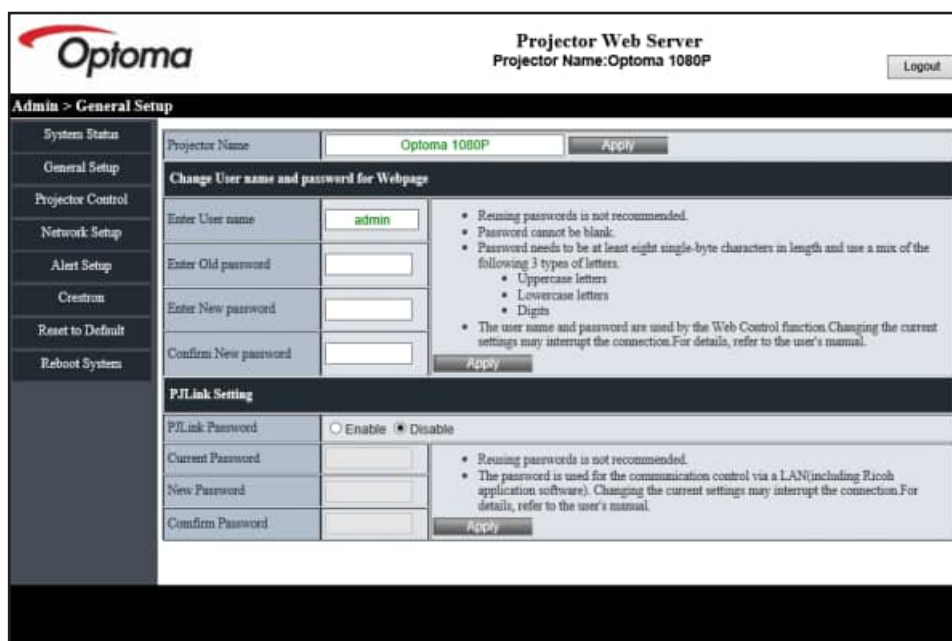 Optoma
Projector Web Server
Projector Name:Optoma 1080P
Logout
Admin > General Setup
System Status
General Setup
Projector Control
Network Setup
Alert Setup
Crestron
Reset to Default
Reboot System
Projector Name
Optoma 1080P
Apply
Change User name and password for Webpage
Enter User name
admin
Enter Old password
Enter New password
Confirm New password
Reusing passwords is not recommended.
Password cannot be blank.
Password needs to be at least eight single-byte characters in length and use a mix of the
following 3 types of letters.
Uppercase letters
Lowercase letters
Digits
The user name and password are used by the Web Control function.Changing the current
settings may interrupt the connection.For details, refer to the user's manual.
Apply
PJLink Setting
PJLink Password
Enable Disable
Current Password
New Password
Comfirm Password
Reusing passwords is not recommended.
The password is used for the communication control via a LAN(including Ricoh
application software). Changing the current settings may interrupt the connection.For
details, refer to the user's manual.
Apply